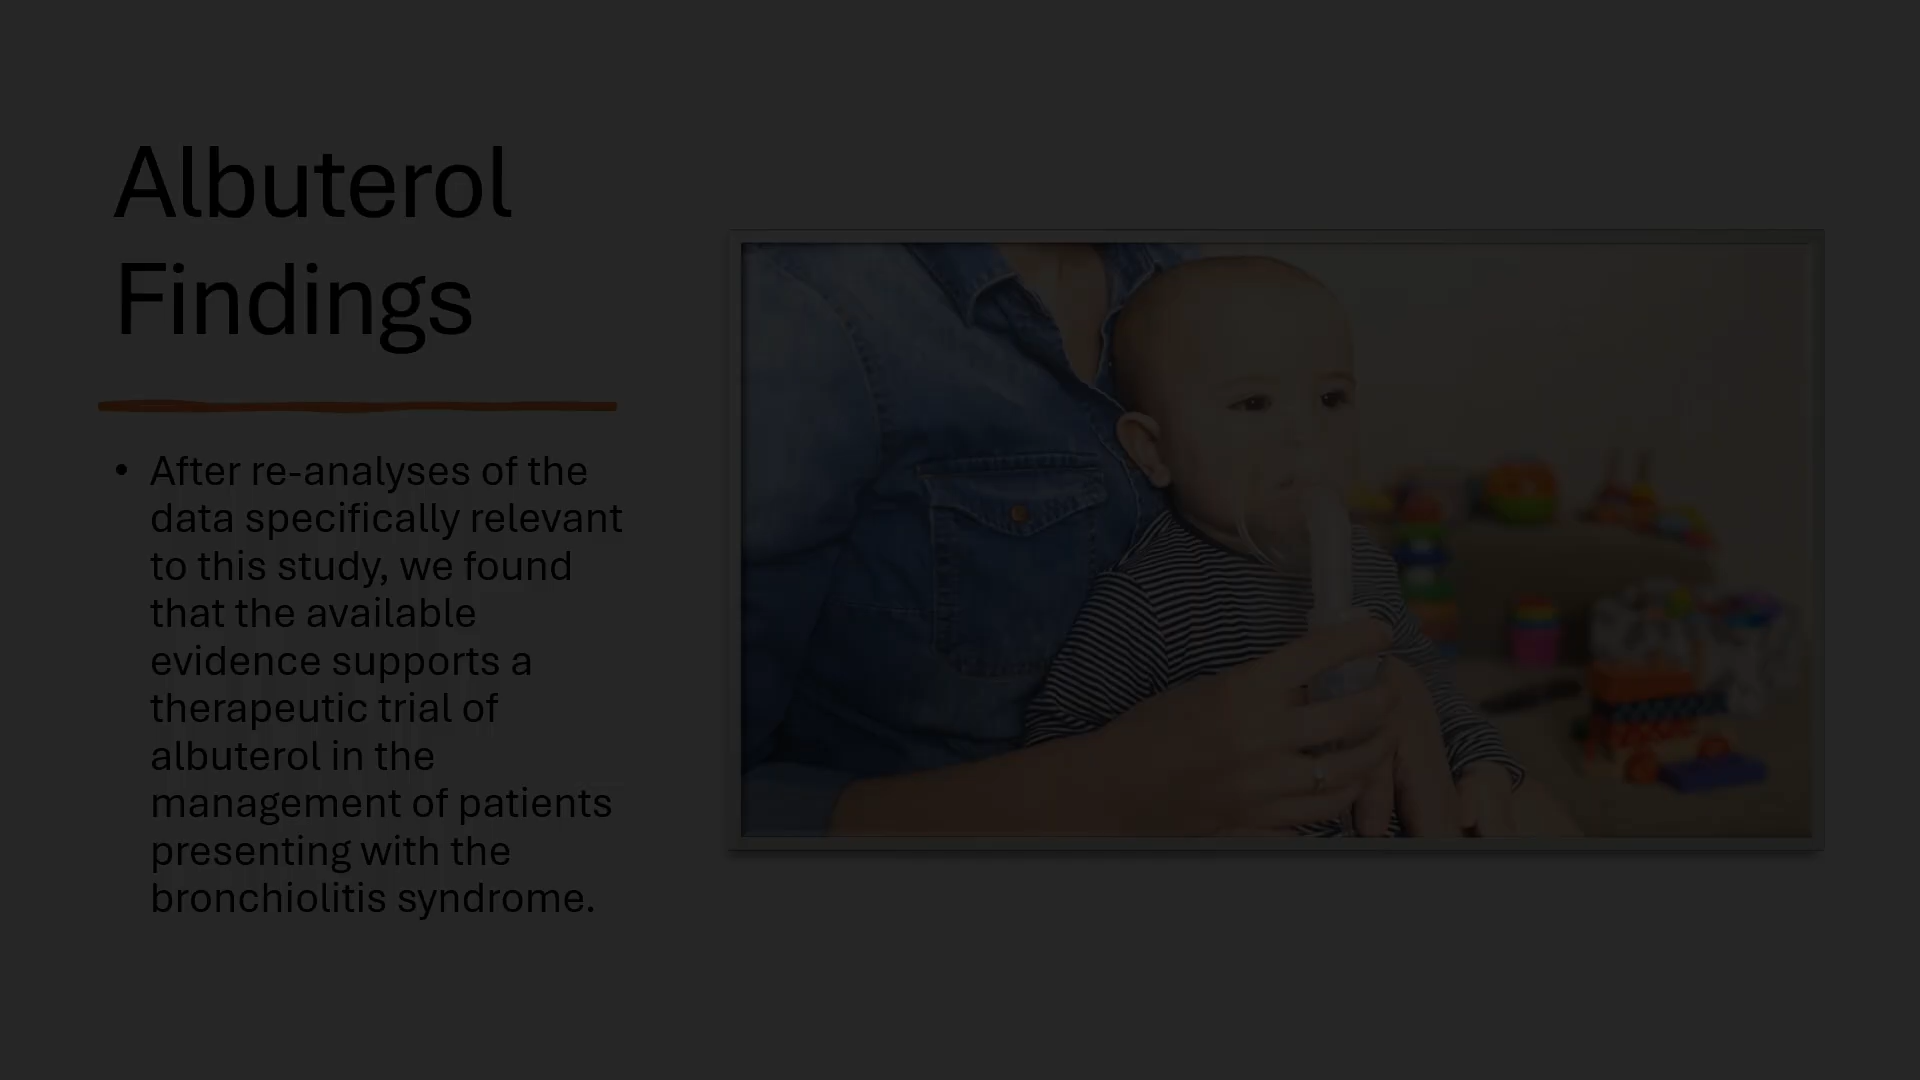 Albuterol
Findings
• After re-analyses of the
data specifically relevant
to this study, we found
that the available
evidence supports a
therapeutic trial of
albuterol in the
management of patients
presenting with the
bronchiolitis syndrome.